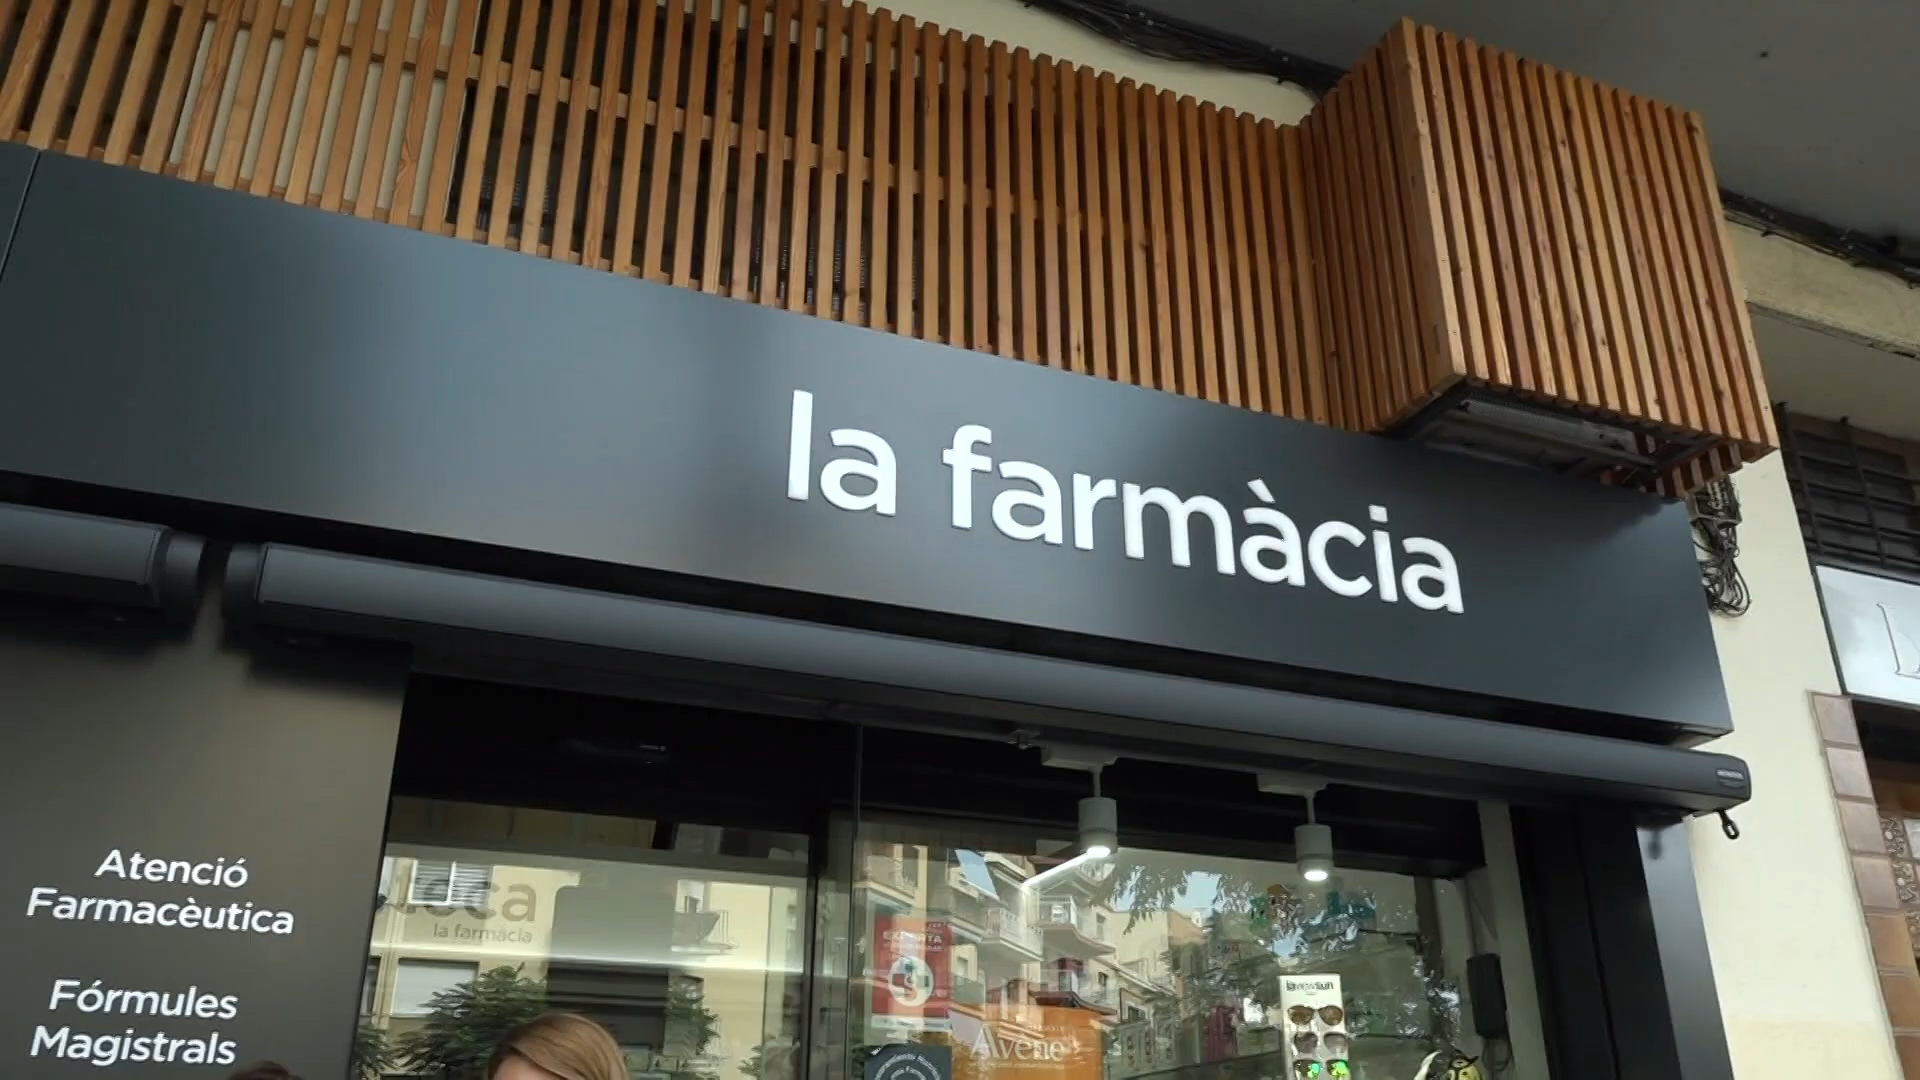 la farmàcia
Atenció
Farmacèutica
Fórmules
Magistrals
la farmàcia
Avène